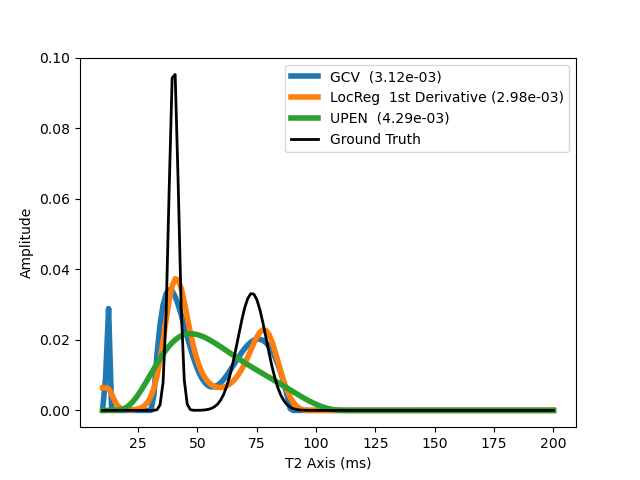 0.10
0.08
0.06
0.04
0.02
0.00
Amplitude
GCV  (3.12e-03)
LocReg  1st Derivative (2.98e-03)
UPEN  (4.29e-03)
Ground Truth
25 50 75 100 125 150 175 200
T2 Axis (ms)